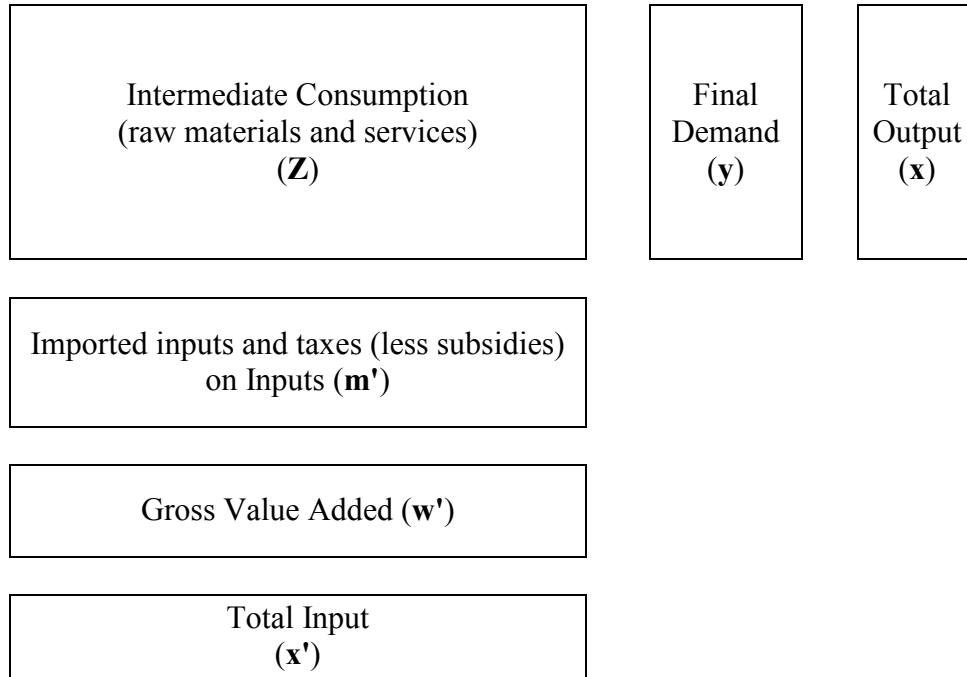 Intermediate Consumption
(raw materials and services)
(Z)
Final
Demand
(y)
Total
Output
(x)
Imported inputs and taxes (less subsidies)
on Inputs (m')
Gross Value Added (w')
Total Input
(x')